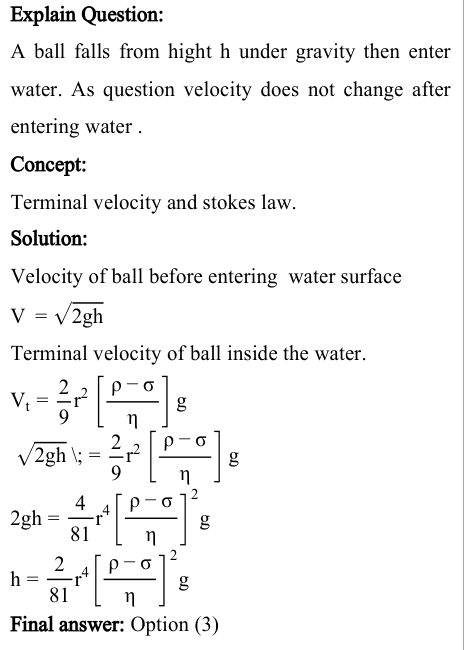 Explain Question:
A ball falls from hight h under gravity then enter
water. As question velocity does not change after
entering water .
Concept:
Terminal velocity and stokes law.
Solution:
Velocity of ball before entering water surface
V = √2gh
Terminal velocity of ball inside the water.
Vₜ = 2/9 r² [ρ − σ / η] g
√2gh \; = 2/9 r² [ρ − σ / η] g
2gh = 4/81 r⁴ [ρ − σ / η]² g
h = 2/81 r⁴ [ρ − σ / η]² g
Final answer: Option (3)